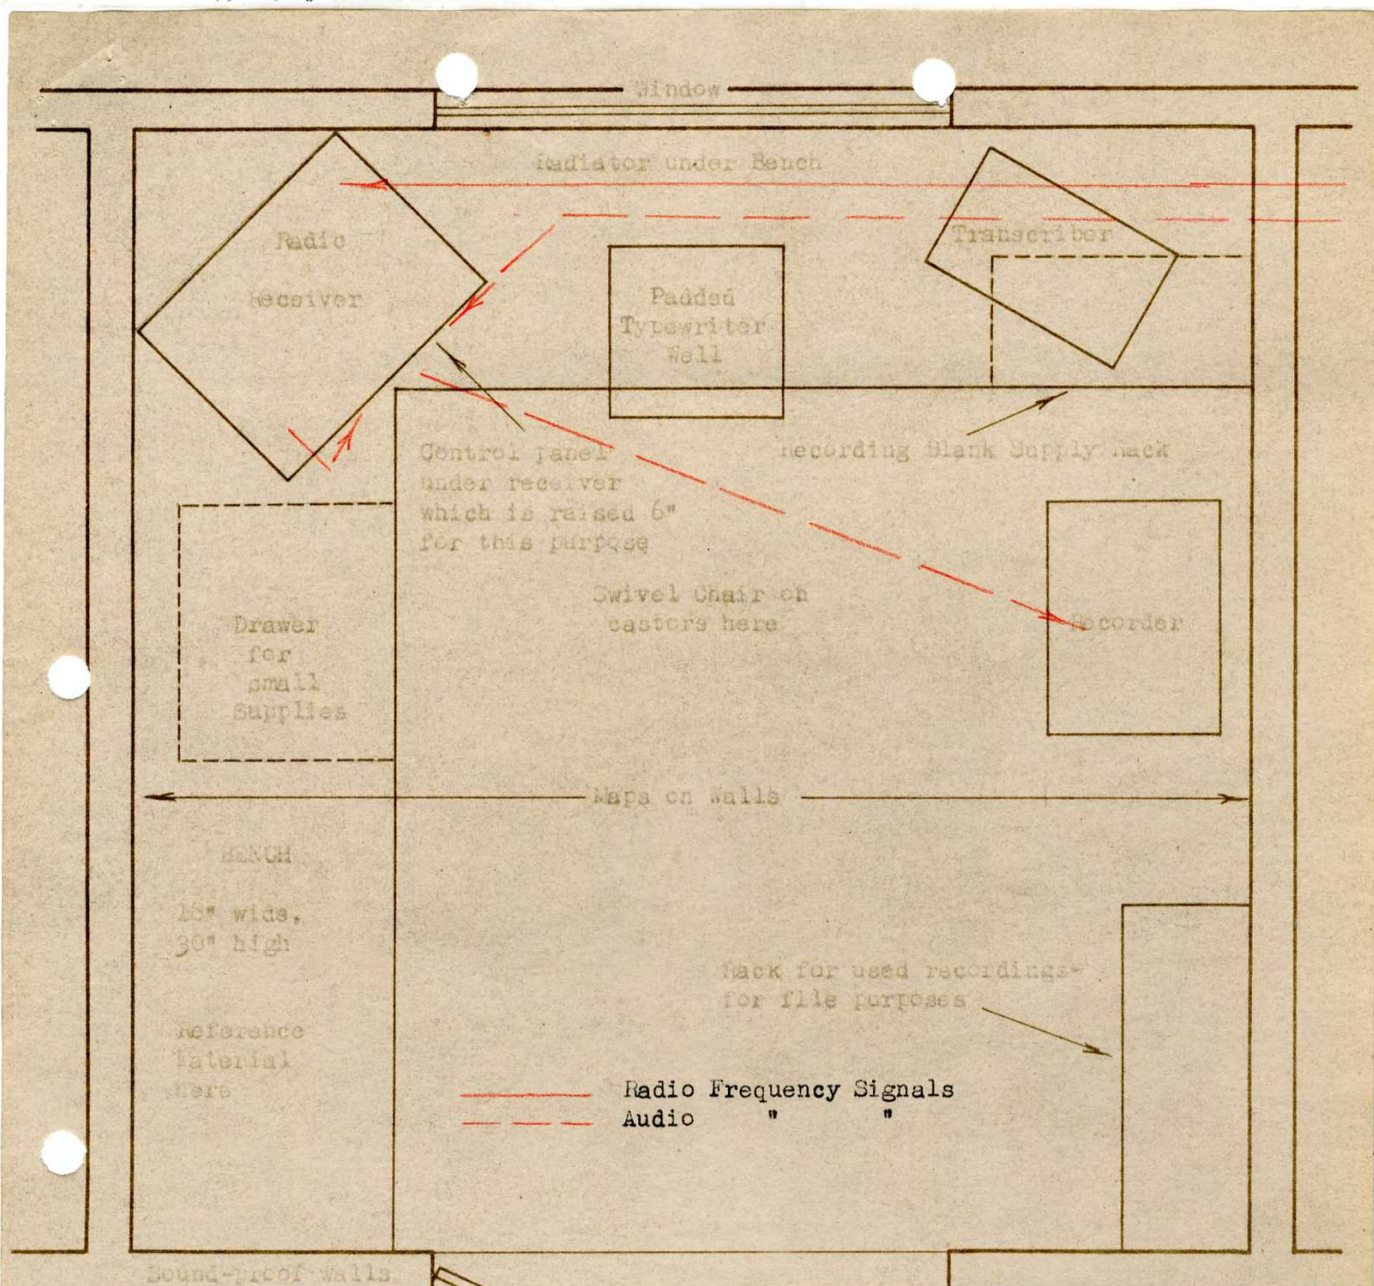 Window
Radiator under Bench
Radio
Receiver
Transcriber
Padded
Typewriter
Well
Control panel
under receiver
which is raised 6"
for this purpose
Recording Blank Supply Rack
Swivel Chair on
castors here
Recorder
Drawer
for
small
Supplies
Maps on Walls
BENCH
18" wide,
30" high
Rack for used recordings-
for file purposes
Reference
Material
here
Radio Frequency Signals
Audio " "
Sound-proof walls